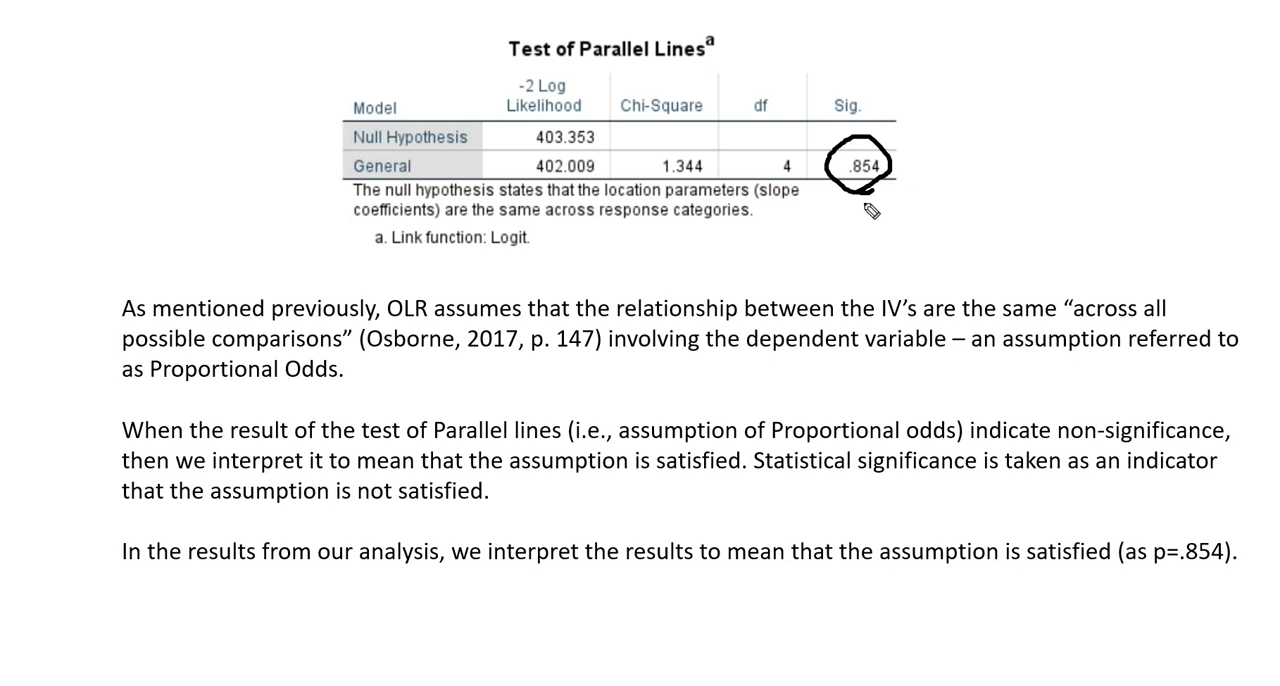 Test of Parallel Linesa
-2 Log
Model Likelihood Chi-Square df Sig.
Null Hypothesis 403.353
General 402.009 1.344 4 .854
The null hypothesis states that the location parameters (slope
coefficients) are the same across response categories.
a. Link function: Logit.
As mentioned previously, OLR assumes that the relationship between the IV’s are the same “across all
possible comparisons” (Osborne, 2017, p. 147) involving the dependent variable – an assumption referred to
as Proportional Odds.
When the result of the test of Parallel lines (i.e., assumption of Proportional odds) indicate non-significance,
then we interpret it to mean that the assumption is satisfied. Statistical significance is taken as an indicator
that the assumption is not satisfied.
In the results from our analysis, we interpret the results to mean that the assumption is satisfied (as p=.854).